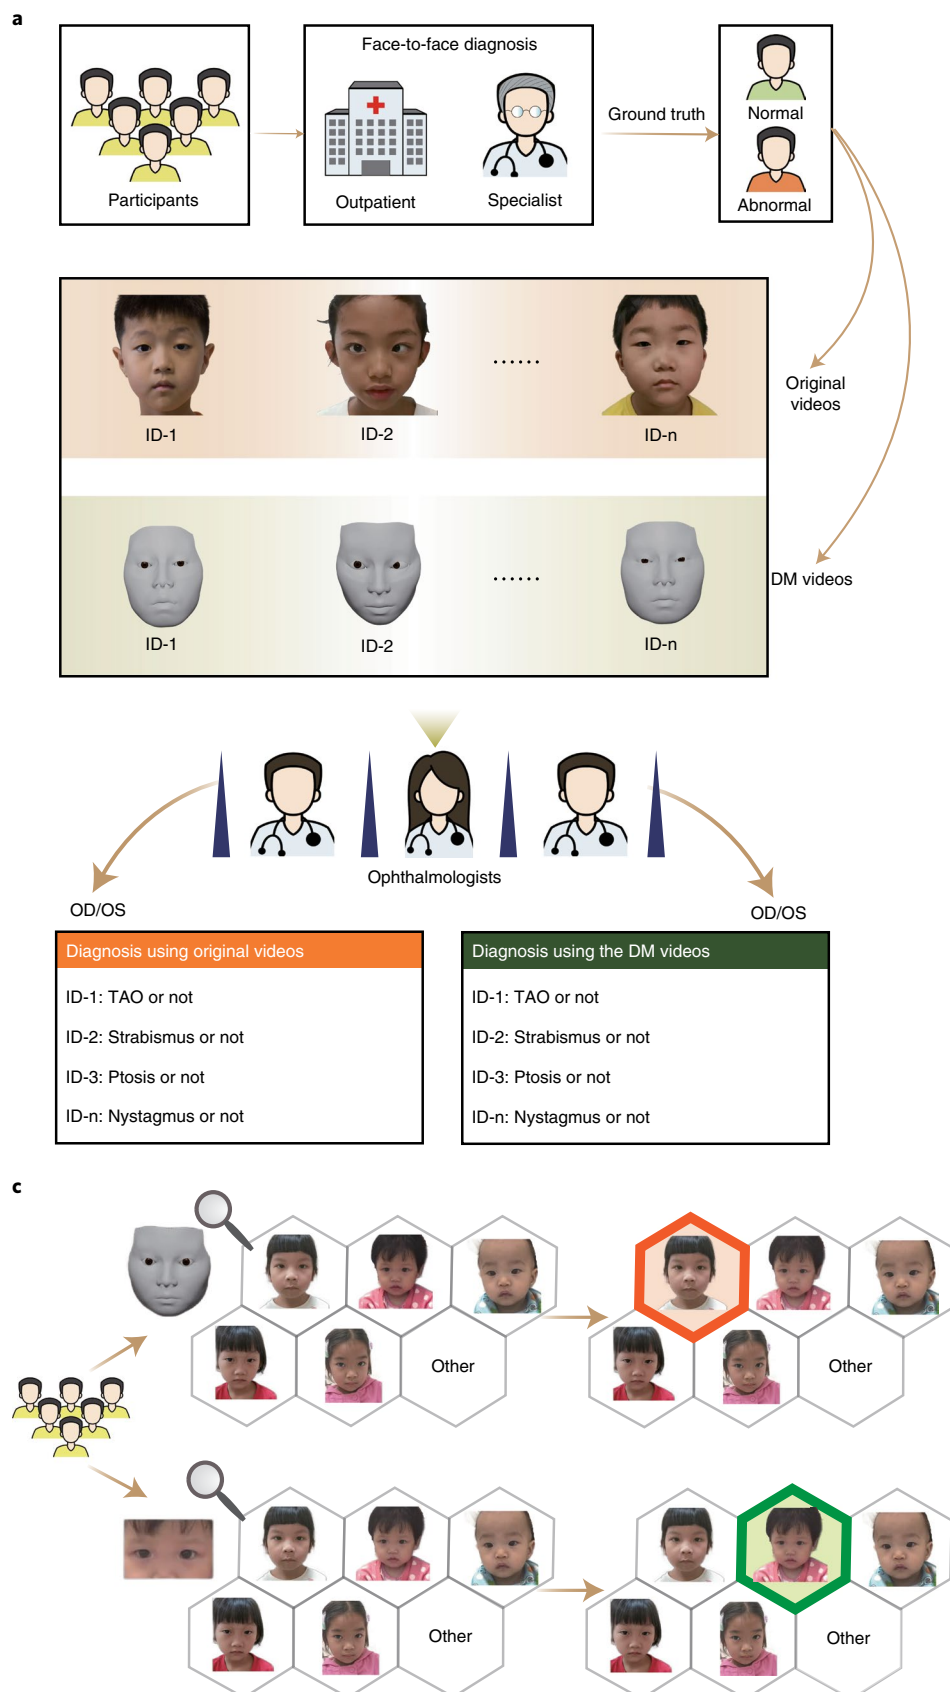 a
Face-to-face diagnosis
Participants
Outpatient
Specialist
Ground truth
Normal
Abnormal
ID-1
ID-2
......
ID-n
Original
videos
ID-1
ID-2
......
ID-n
DM videos
Ophthalmologists
OD/OS
OD/OS
Diagnosis using original videos
ID-1: TAO or not
ID-2: Strabismus or not
ID-3: Ptosis or not
ID-n: Nystagmus or not
Diagnosis using the DM videos
ID-1: TAO or not
ID-2: Strabismus or not
ID-3: Ptosis or not
ID-n: Nystagmus or not
c
Other
Other
Other
Other